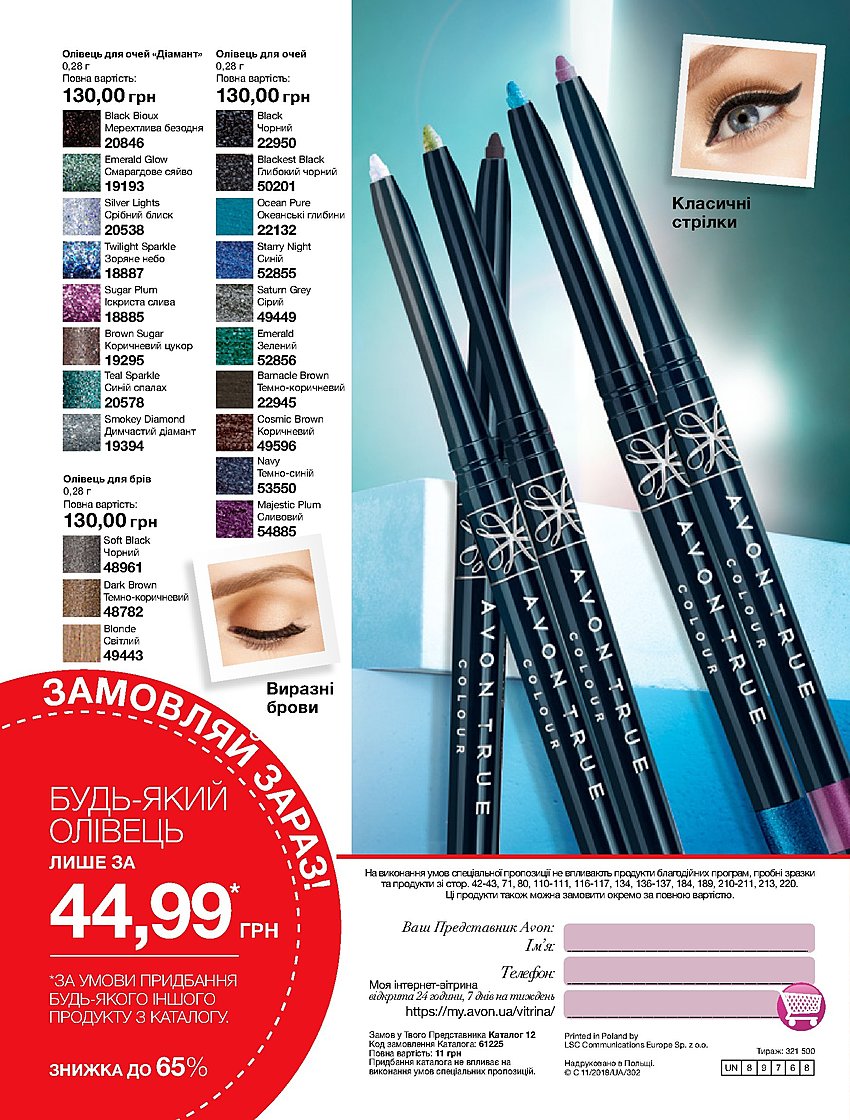 Олівець для очей «Діамант»
0,28 г
Повна вартість:
130,00 грн
Black Bioux
Мерехтлива безодня
20846
Emerald Glow
Смарагдове сяйво
19193
Silver Lights
Срібний блиск
20538
Twilight Sparkle
Зоряне небо
18887
Sugar Plum
Іскриста слива
18885
Brown Sugar
Коричневий цукор
19295
Teal Sparkle
Синій спалах
20578
Smokey Diamond
Димчастий діамант
19394
Олівець для брів
0,28 г
Повна вартість:
130,00 грн
Soft Black
Чорний
48961
Dark Brown
Темно-коричневий
48782
Blonde
Світлий
49443
Олівець для очей
0,28 г
Повна вартість:
130,00 грн
Black
Чорний
22950
Blackest Black
Глибокий чорний
50201
Ocean Pure
Океанські глибини
22132
Starry Night
Синій
52855
Saturn Grey
Сірий
49449
Emerald
Зелений
52856
Barnacle Brown
Темно-коричневий
22945
Cosmic Brown
Коричневий
49596
Navy
Темно-синій
53550
Majestic Plum
Сливовий
54885
Виразні
брови
Класичні
стрілки
AVON TRUE
COLOUR
AVON TRUE
COLOUR
AVON TRUE
COLOUR
AVON TRUE
COLOUR
AVON TRUE
COLOUR
ЗАМОВЛЯЙ ЗАРАЗ!
БУДЬ-ЯКИЙ
ОЛІВЕЦЬ
ЛИШЕ ЗА
44,99*
ГРН
*ЗА УМОВИ ПРИДБАННЯ
БУДЬ-ЯКОГО ІНШОГО
ПРОДУКТУ З КАТАЛОГУ.
ЗНИЖКА ДО 65%
На виконання умов спеціальної пропозиції не впливають продукти благодійних програм, пробні зразки
та продукти зі стор. 42-43, 71, 80, 110-111, 116-117, 134, 136-137, 184, 189, 210-211, 213, 220.
Ці продукти також можна замовити окремо за повною вартістю.
Ваш Представник Avon:
Ім'я:
Телефон:
Моя інтернет-вітрина
відкрита 24 години, 7 днів на тиждень
https://my.avon.ua/vitrina/
Замов у Твого Представника Каталог 12
Код замовлення Каталога: 61225
Повна вартість: 11 грн
Придбання каталога не впливає на
виконання умов спеціальних пропозицій.
Printed in Poland by
LSC Communications Europe Sp. z o.o.
Надруковано в Польщі.
© C 11/2018/UA/302
Тираж: 321 500
UN 8 9 7 6 8